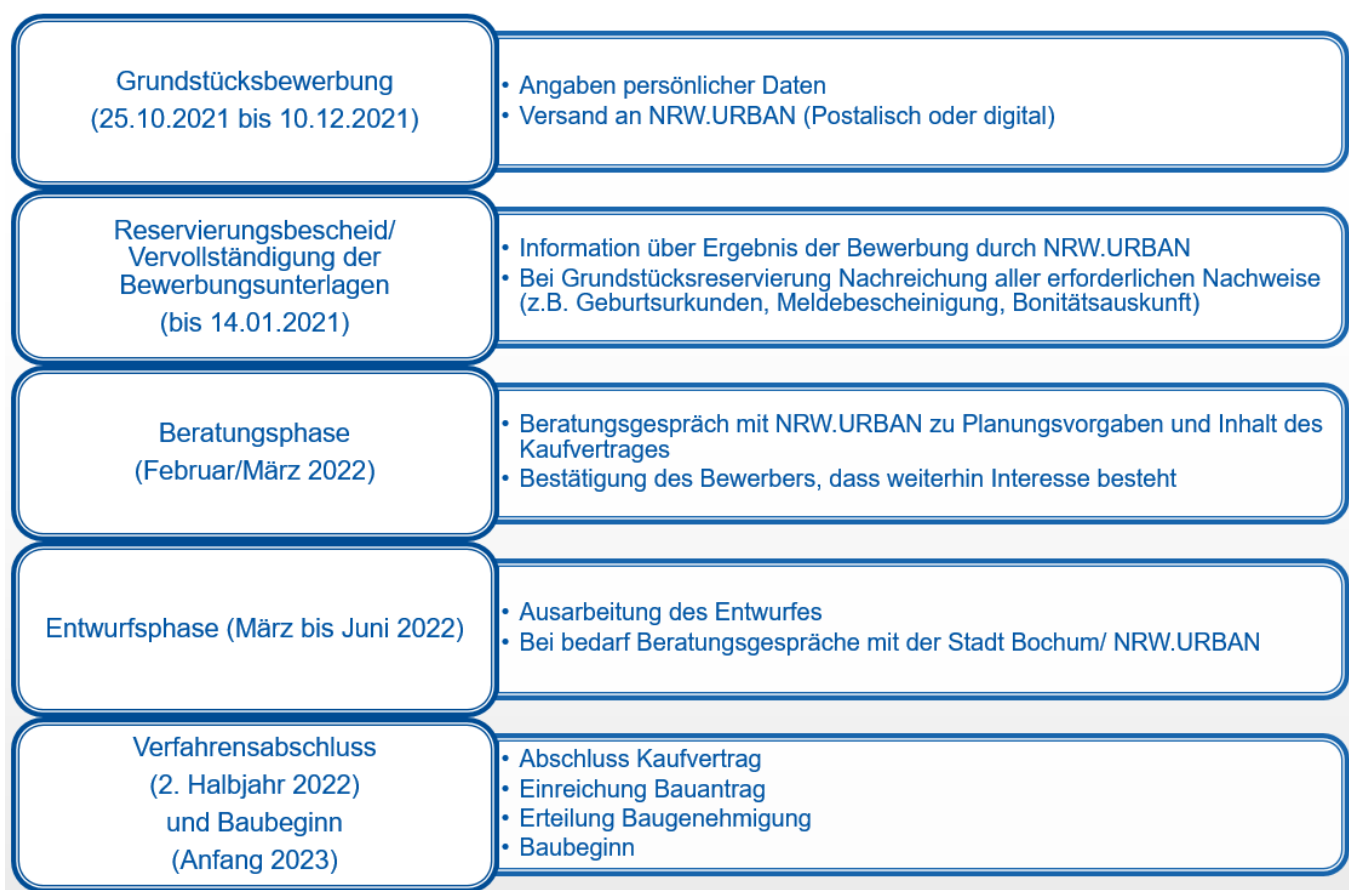 Grundstücksbewerbung
(25.10.2021 bis 10.12.2021)
• Angaben persönlicher Daten
• Versand an NRW.URBAN (Postalisch oder digital)
Reservierungsbescheid/
Vervollständigung der
Bewerbungsunterlagen
(bis 14.01.2021)
• Information über Ergebnis der Bewerbung durch NRW.URBAN
• Bei Grundstücksreservierung Nachreichung aller erforderlichen Nachweise
(z.B. Geburtsurkunden, Meldebescheinigung, Bonitätsauskunft)
Beratungsphase
(Februar/März 2022)
• Beratungsgespräch mit NRW.URBAN zu Planungsvorgaben und Inhalt des
Kaufvertrages
• Bestätigung des Bewerbers, dass weiterhin Interesse besteht
Entwurfsphase (März bis Juni 2022)
• Ausarbeitung des Entwurfes
• Bei bedarf Beratungsgespräche mit der Stadt Bochum/ NRW.URBAN
Verfahrensabschluss
(2. Halbjahr 2022)
und Baubeginn
(Anfang 2023)
• Abschluss Kaufvertrag
• Einreichung Bauantrag
• Erteilung Baugenehmigung
• Baubeginn